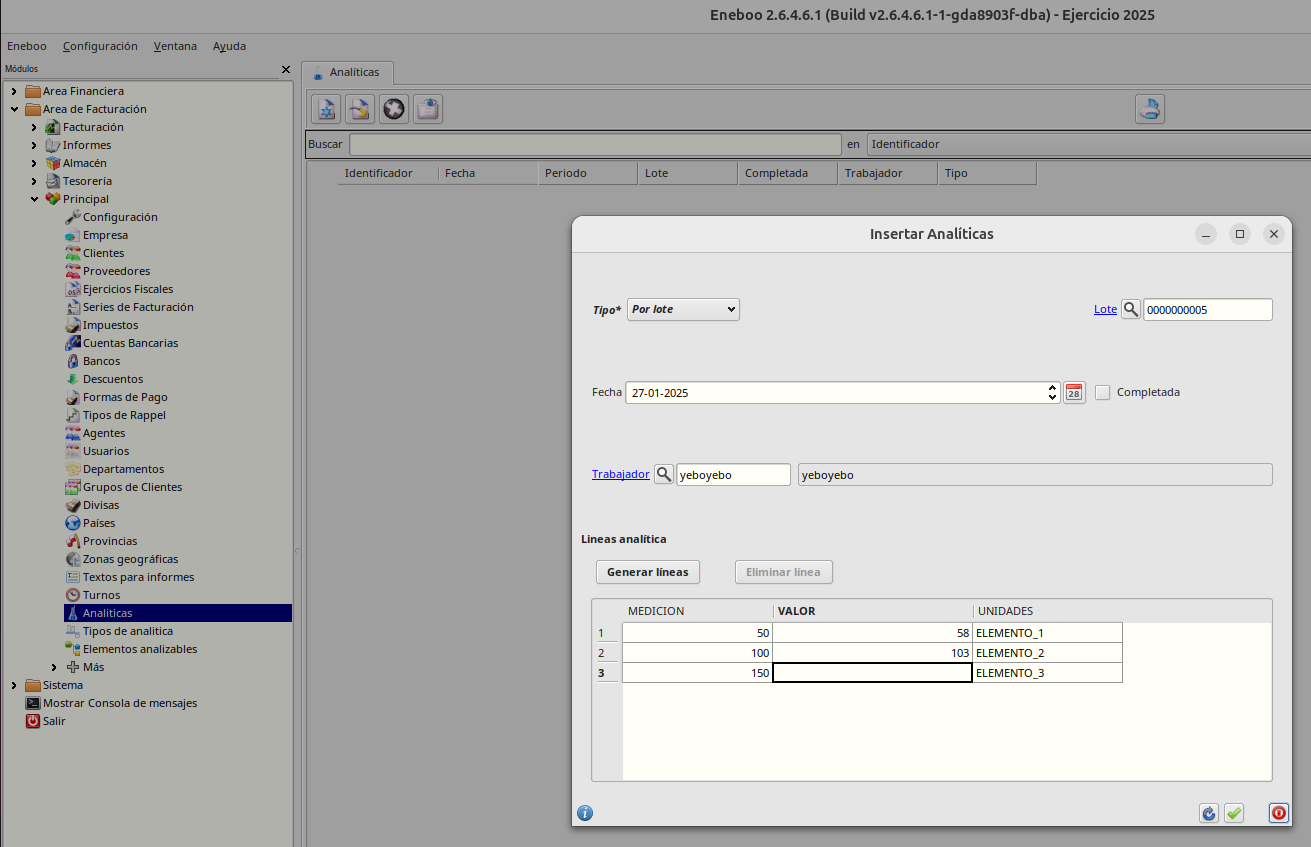 Eneboo 2.6.4.6.1 (Build v2.6.4.6.1-1-gda8903f-dba) - Ejercicio 2025
Eneboo Configuración Ventana Ayuda
Módulos
Area Financiera
Area de Facturación
Facturación
Informes
Almacén
Tesorería
Principal
Configuración
Empresa
Clientes
Proveedores
Ejercicios Fiscales
Series de Facturación
Impuestos
Cuentas Bancarias
Bancos
Descuentos
Formas de Pago
Tipos de Rappel
Agentes
Usuarios
Departamentos
Grupos de Clientes
Divisas
Países
Provincias
Zonas geográficas
Textos para informes
Turnos
Analíticas
Tipos de analitica
Elementos analizables
Más
Sistema
Mostrar Consola de mensajes
Salir
Analíticas
Buscar en Identificador
Identificador Fecha Periodo Lote Completada Trabajador Tipo
Insertar Analíticas
Tipo* Por lote Lote 0000000005
Fecha 27-01-2025 28 Completada
Trabajador yeboyebo yeboyebo
Lineas analítica
Generar líneas Eliminar línea
MEDICION VALOR UNIDADES
1 50 58 ELEMENTO_1
2 100 103 ELEMENTO_2
3 150 ELEMENTO_3